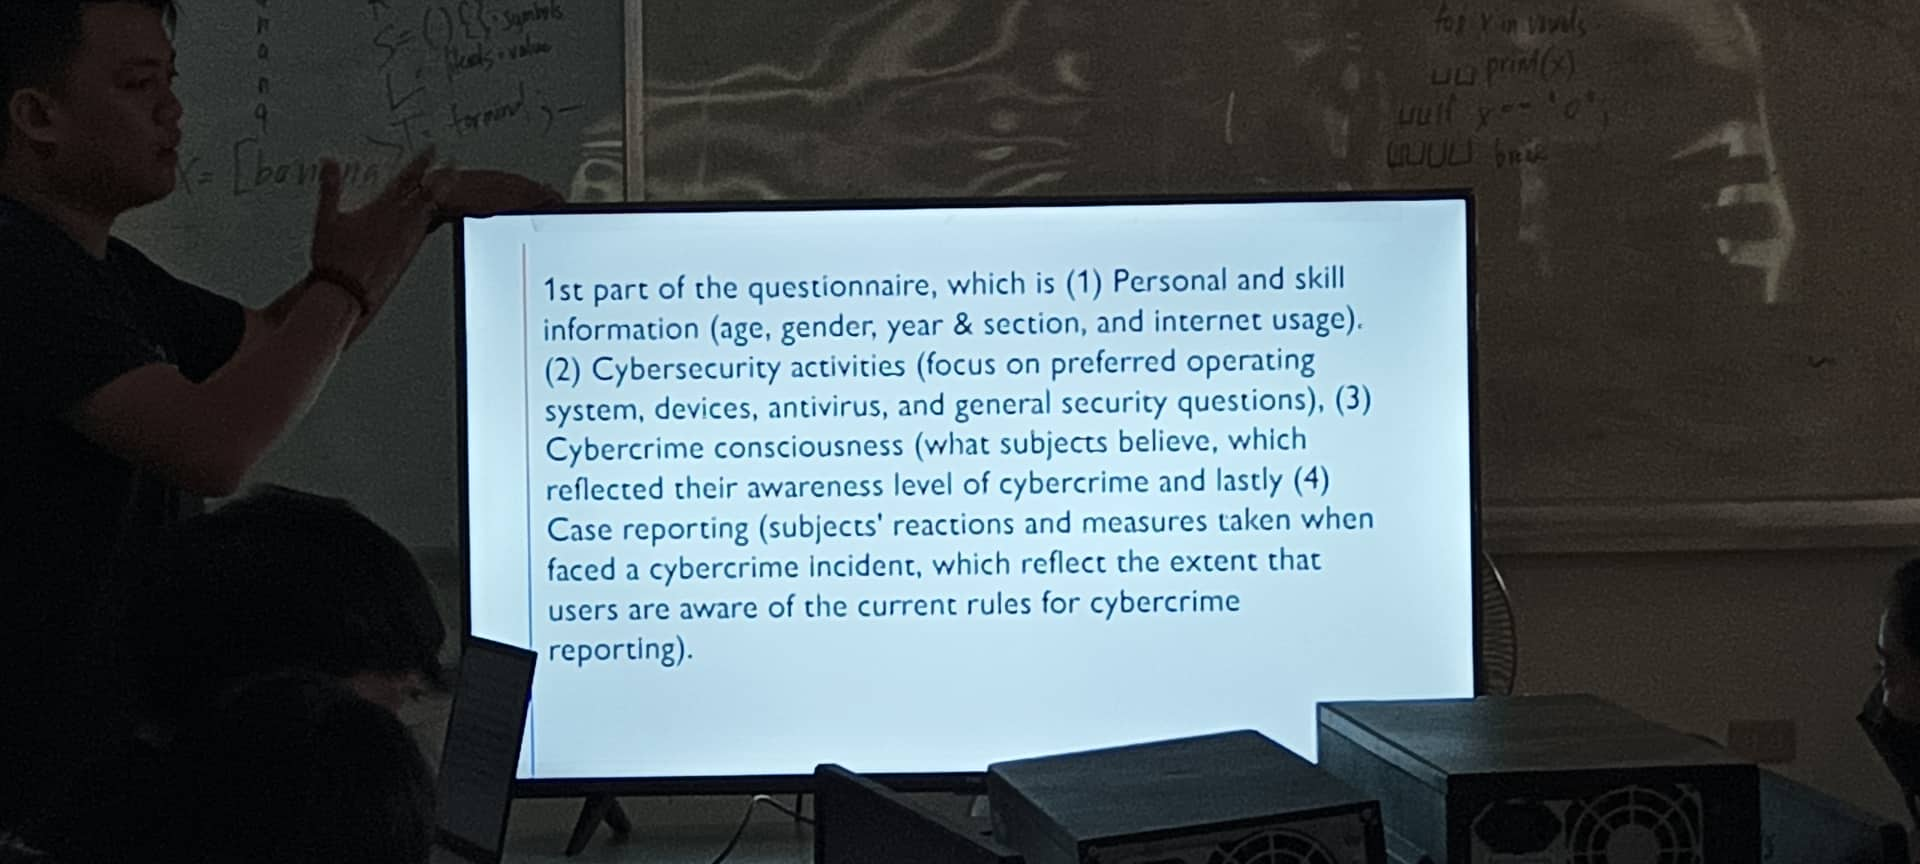 n
a
n
a
S= (){ }; symbols
L =
value
T= terminal ; —
X= [banana]
for x in vowels
print(x)
if x == 'o';
break
1st part of the questionnaire, which is (1) Personal and skill
information (age, gender, year & section, and internet usage).
(2) Cybersecurity activities (focus on preferred operating
system, devices, antivirus, and general security questions), (3)
Cybercrime consciousness (what subjects believe, which
reflected their awareness level of cybercrime and lastly (4)
Case reporting (subjects' reactions and measures taken when
faced a cybercrime incident, which reflect the extent that
users are aware of the current rules for cybercrime
reporting).